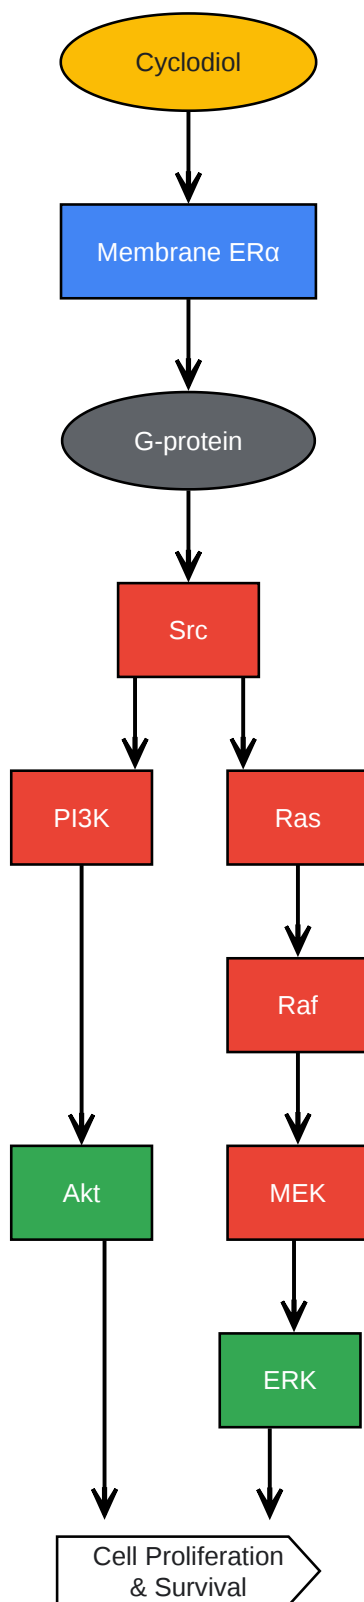 Cyclodiol
Membrane ERα
G-protein
Src
PI3K
Ras
Raf
Akt
MEK
ERK
Cell Proliferation
& Survival